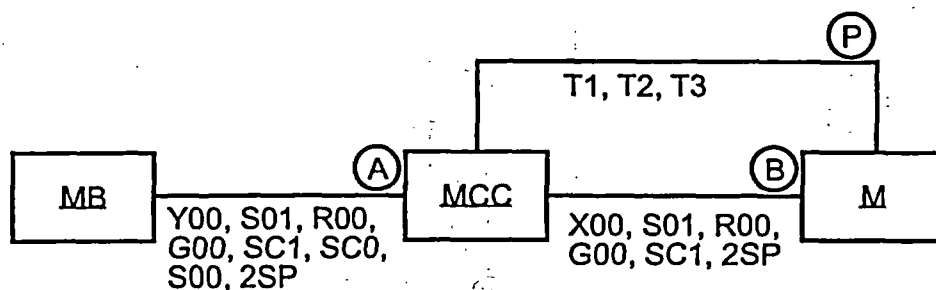 P
T1, T2, T3
A
B
MB
MCC
M
Y00, S01, R00,
G00, SC1, SC0,
S00, 2SP
X00, S01, R00,
G00, SC1, 2SP